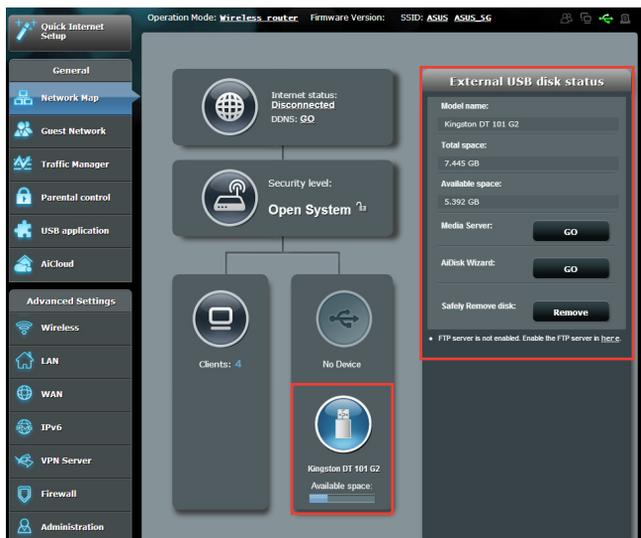 Quick Internet
Setup
Operation Mode: Wireless router Firmware Version: SSID: ASUS ASUS_5G
General
Network Map
Guest Network
Traffic Manager
Parental control
USB application
AiCloud
Advanced Settings
Wireless
LAN
WAN
IPv6
VPN Server
Firewall
Administration
Internet status:
Disconnected
DDNS: GO
Security level:
Open System
Clients: 4
No Device
Kingston DT 101 G2
Available space:
External USB disk status
Model name:
Kingston DT 101 G2
Total space:
7.445 GB
Available space:
5.392 GB
Media Server: GO
AiDisk Wizard: GO
Safely Remove disk: Remove
• FTP server is not enabled. Enable the FTP server in here.